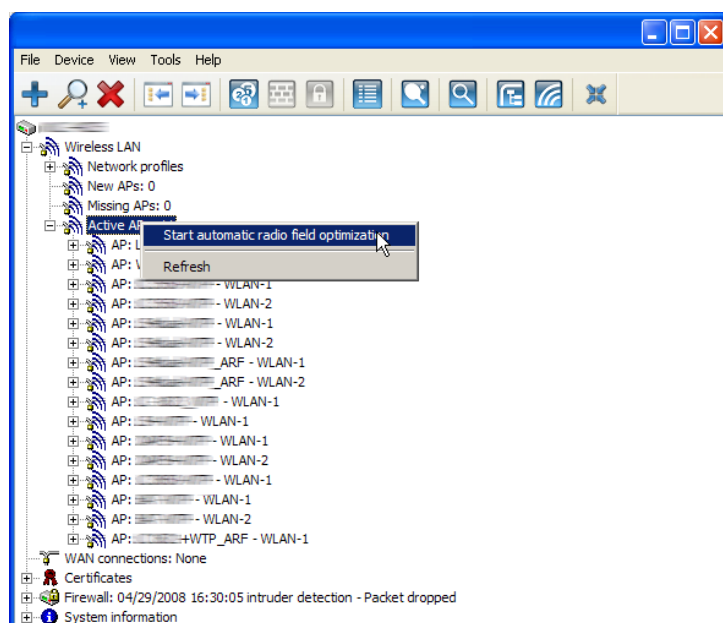 File Device View Tools Help
Wireless LAN
Network profiles
New APs: 0
Missing APs: 0
Active
Start automatic radio field optimization
AP:
AP:
Refresh
AP: - WLAN-1
AP: - WLAN-2
AP: - WLAN-1
AP: - WLAN-2
AP: _ARF - WLAN-1
AP: _ARF - WLAN-2
AP: - WLAN-1
AP: - WLAN-1
AP: - WLAN-1
AP: - WLAN-2
AP: - WLAN-1
AP: - WLAN-1
AP: - WLAN-2
AP: +WTP_ARF - WLAN-1
WAN connections: None
Certificates
Firewall: 04/29/2008 16:30:05 intruder detection - Packet dropped
System information